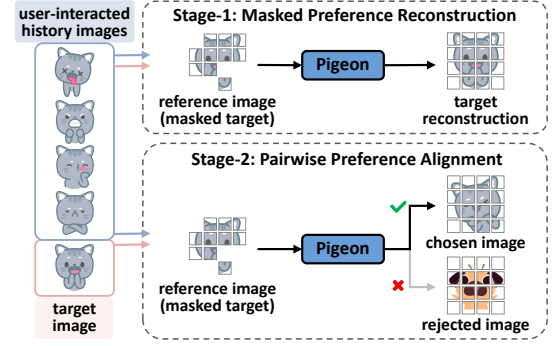 user-interacted
history images
target
image
Stage-1: Masked Preference Reconstruction
reference image
(masked target)
Pigeon
target
reconstruction
Stage-2: Pairwise Preference Alignment
reference image
(masked target)
Pigeon
chosen image
rejected image